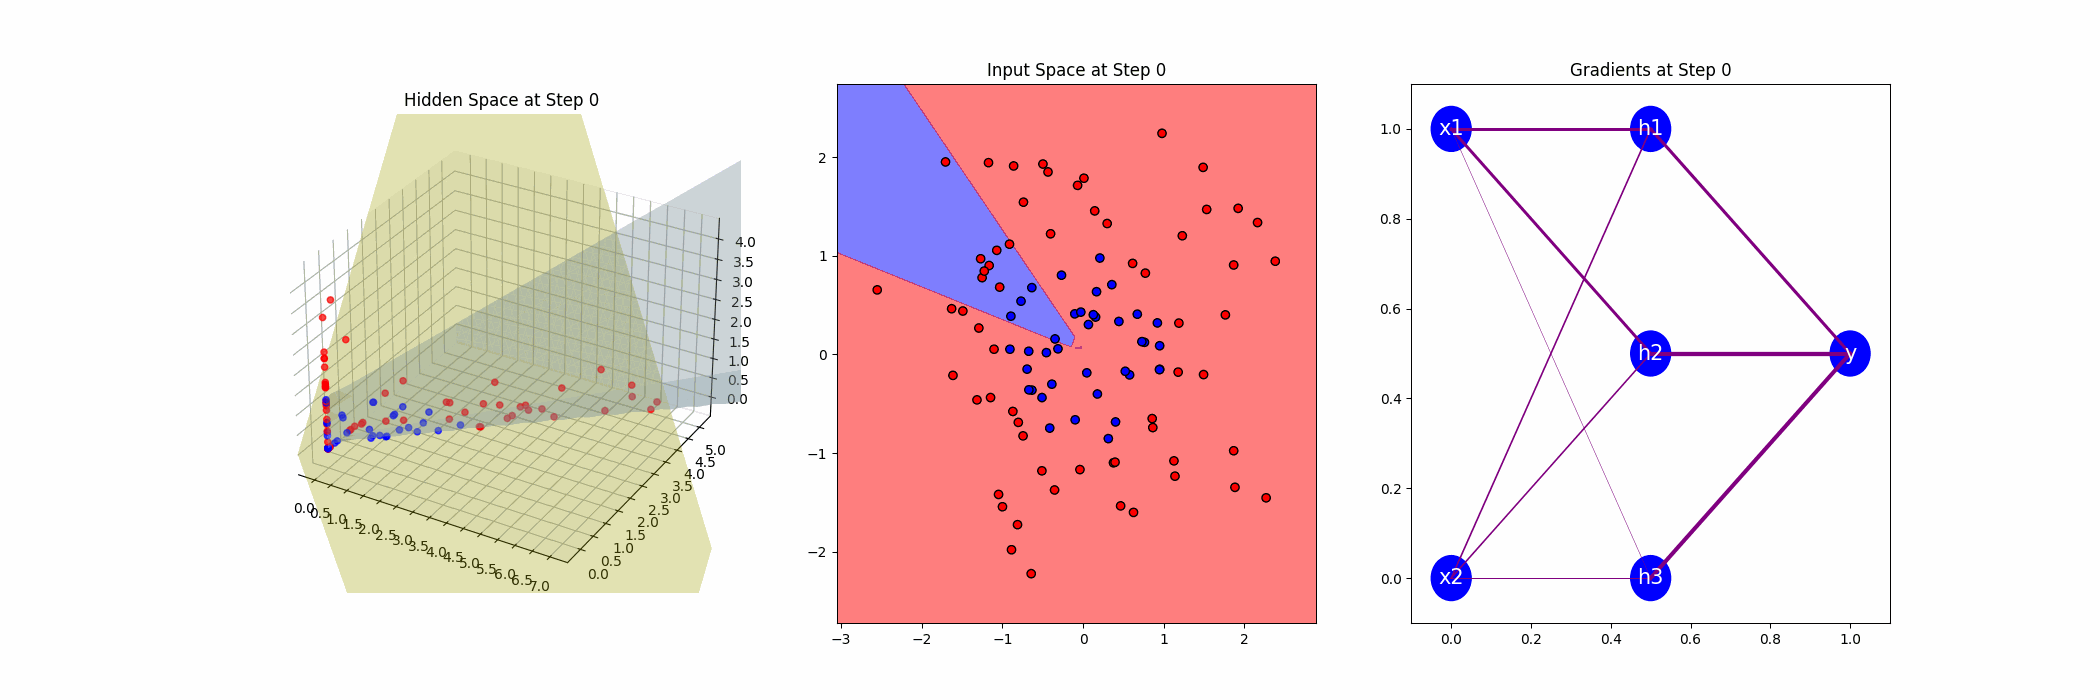 Hidden Space at Step 0
0.0 0.5 1.0 1.5 2.0 2.5 3.0 3.5 4.0 4.5 5.0 5.5 6.0 6.5 7.0
0.0 0.5 1.0 1.5 2.0 2.5 3.0 3.5 4.0 4.5 5.0
0.0 0.5 1.0 1.5 2.0 2.5 3.0 3.5 4.0
Input Space at Step 0
2
1
0
−1
−2
−3 −2 −1 0 1 2
Gradients at Step 0
1.0
0.8
0.6
0.4
0.2
0.0
0.0 0.2 0.4 0.6 0.8 1.0
x1 h1
h2 y
x2 h3